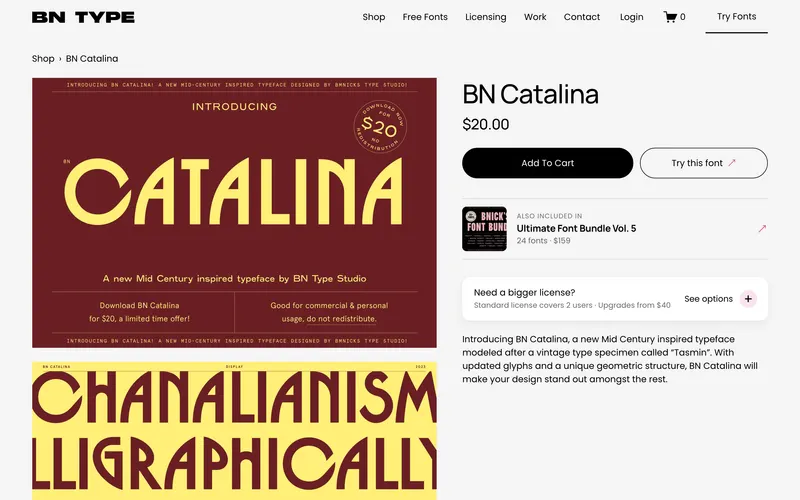 BN TYPE
Shop
Free Fonts
Licensing
Work
Contact
Login
0
Try Fonts
Shop › BN Catalina
INTRODUCING BN CATALINA! A NEW MID-CENTURY INSPIRED TYPEFACE DESIGNED BY BMNICKS TYPE STUDIO!
INTRODUCING
DOWNLOAD NOW
FOR
$20
NO
REDISTRIBUTION
BN
CATALINA
A new Mid Century inspired typeface by BN Type Studio
Download BN Catalina
for $20, a limited time offer!
Good for commercial & personal
usage, do not redistribute.
INTRODUCING BN CATALINA! A NEW MID-CENTURY INSPIRED TYPEFACE DESIGNED BY BMNICKS TYPE STUDIO!
BN CATALINA
DISPLAY
2023
CHANALIANISM
LLIGRAPHICALLY
BN Catalina
$20.00
Add To Cart
Try this font ↗
BNICK'S
FONT BUND
ALSO INCLUDED IN
Ultimate Font Bundle Vol. 5
24 fonts · $159
↗
Need a bigger license?
Standard license covers 2 users · Upgrades from $40
See options +
Introducing BN Catalina, a new Mid Century inspired typeface
modeled after a vintage type specimen called “Tasmin”. With
updated glyphs and a unique geometric structure, BN Catalina will
make your design stand out amongst the rest.